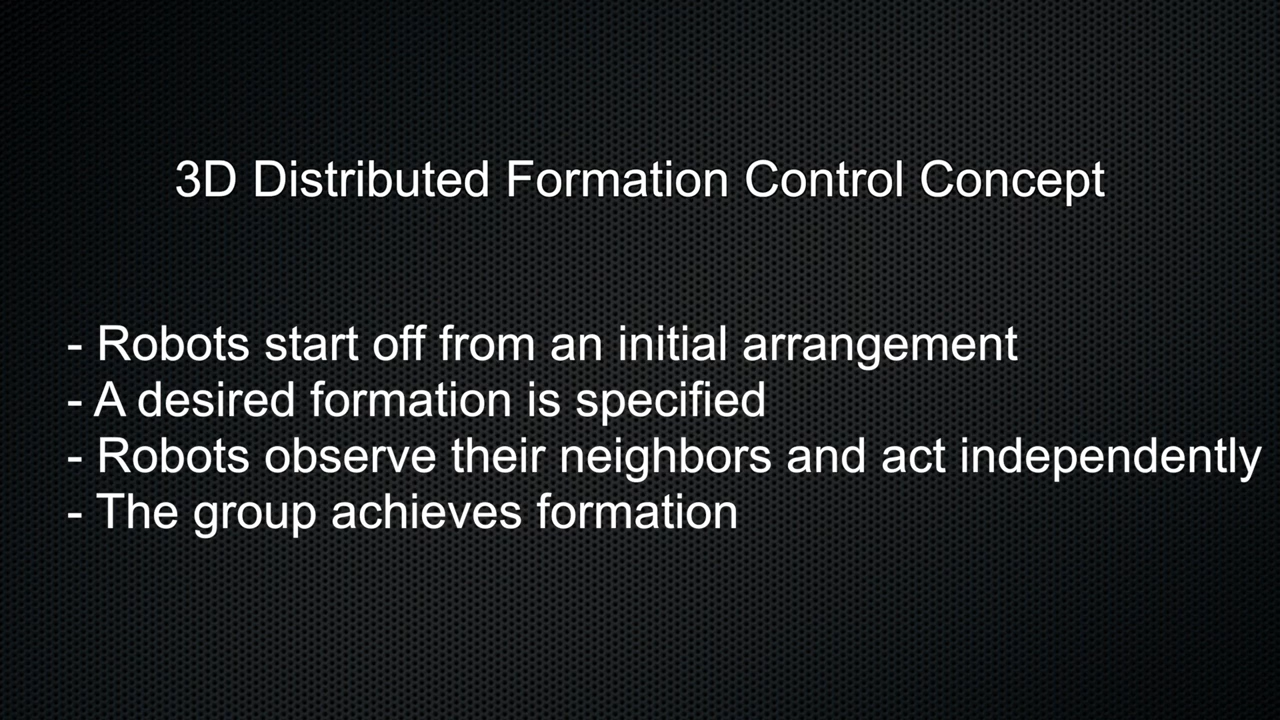 3D Distributed Formation Control Concept
- Robots start off from an initial arrangement
- A desired formation is specified
- Robots observe their neighbors and act independently
- The group achieves formation